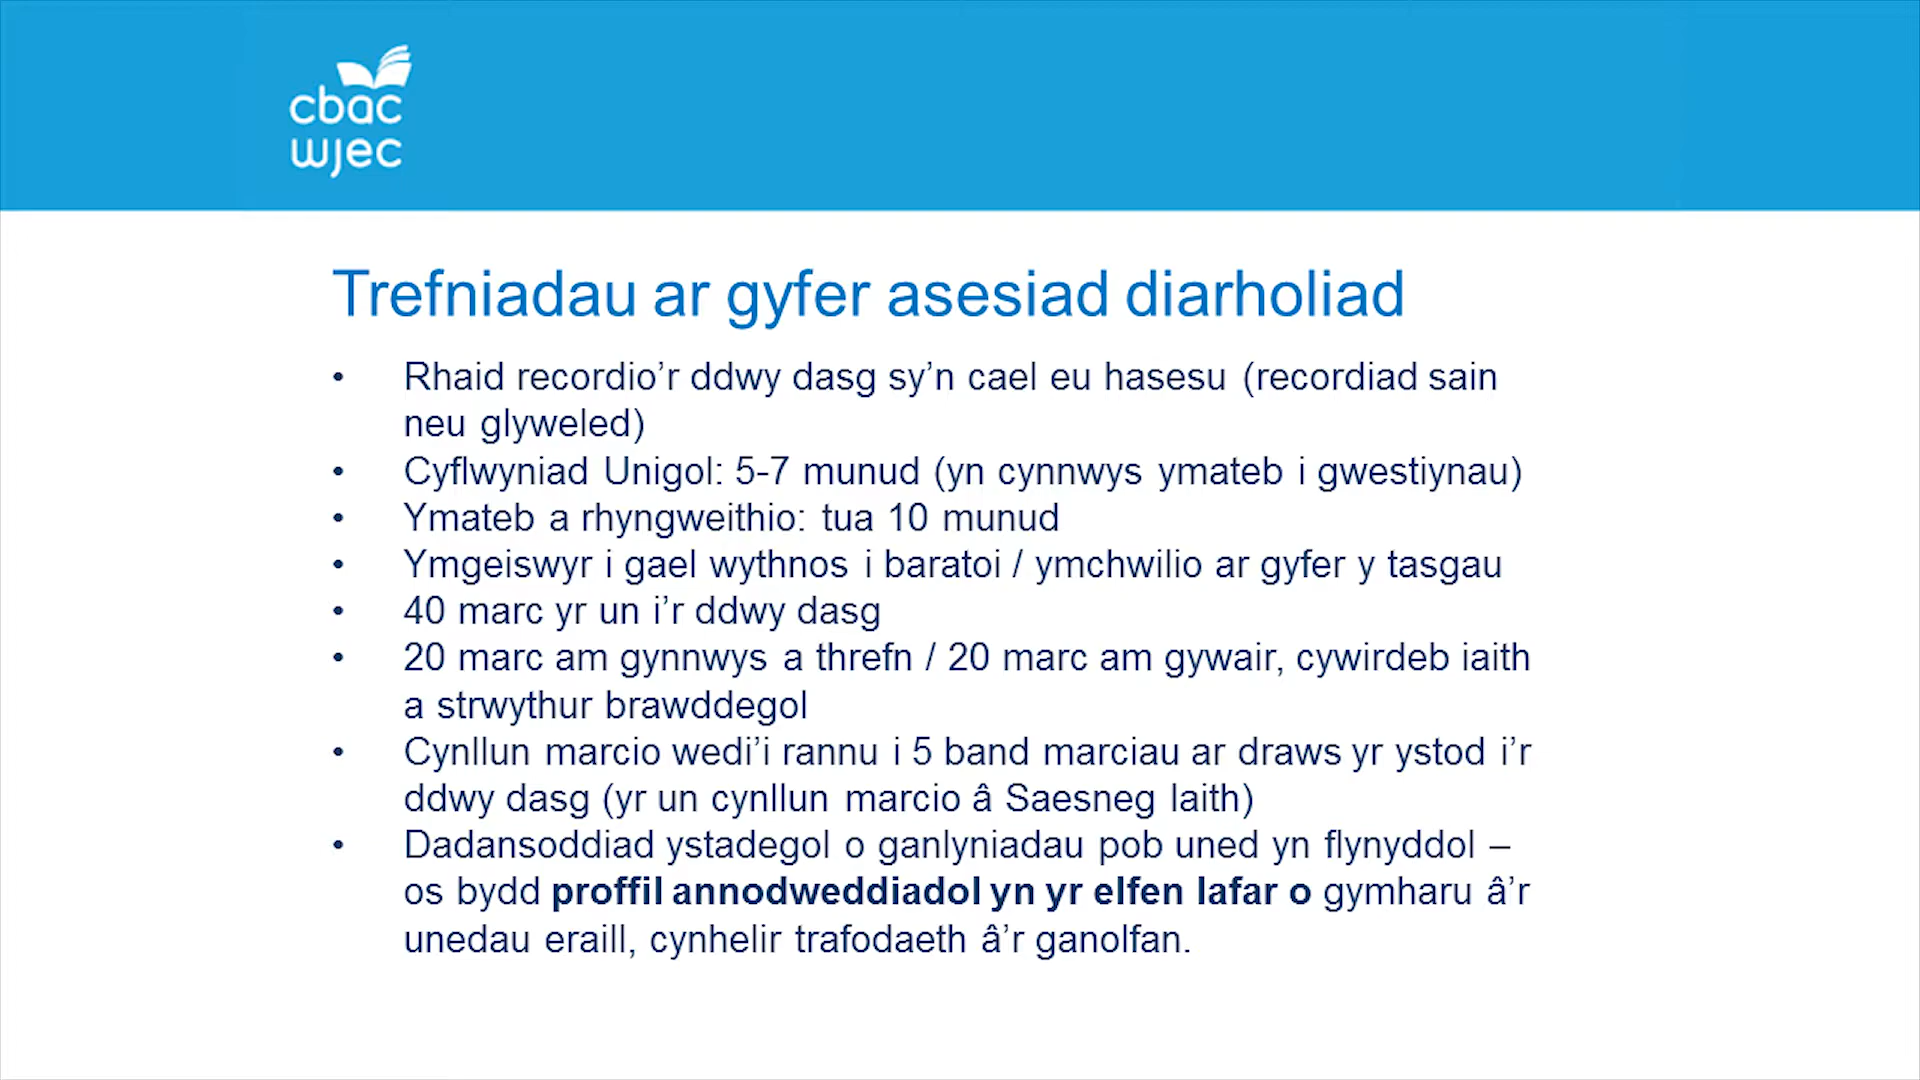 cbac
wjec
Trefniadau ar gyfer asesiad diarholiad
• Rhaid recordio’r ddwy dasg sy’n cael eu hasesu (recordiad sain
neu glyweled)
• Cyflwyniad Unigol: 5-7 munud (yn cynnwys ymateb i gwestiynau)
• Ymateb a rhyngweithio: tua 10 munud
• Ymgeiswyr i gael wythnos i baratoi / ymchwilio ar gyfer y tasgau
• 40 marc yr un i’r ddwy dasg
• 20 marc am gynnwys a threfn / 20 marc am gywair, cywirdeb iaith
a strwythur brawddegol
• Cynllun marcio wedi’i rannu i 5 band marciau ar draws yr ystod i’r
ddwy dasg (yr un cynllun marcio â Saesneg Iaith)
• Dadansoddiad ystadegol o ganlyniadau pob uned yn flynyddol –
os bydd proffil annodweddiadol yn yr elfen lafar o gymharu â’r
unedau eraill, cynhelir trafodaeth â’r ganolfan.